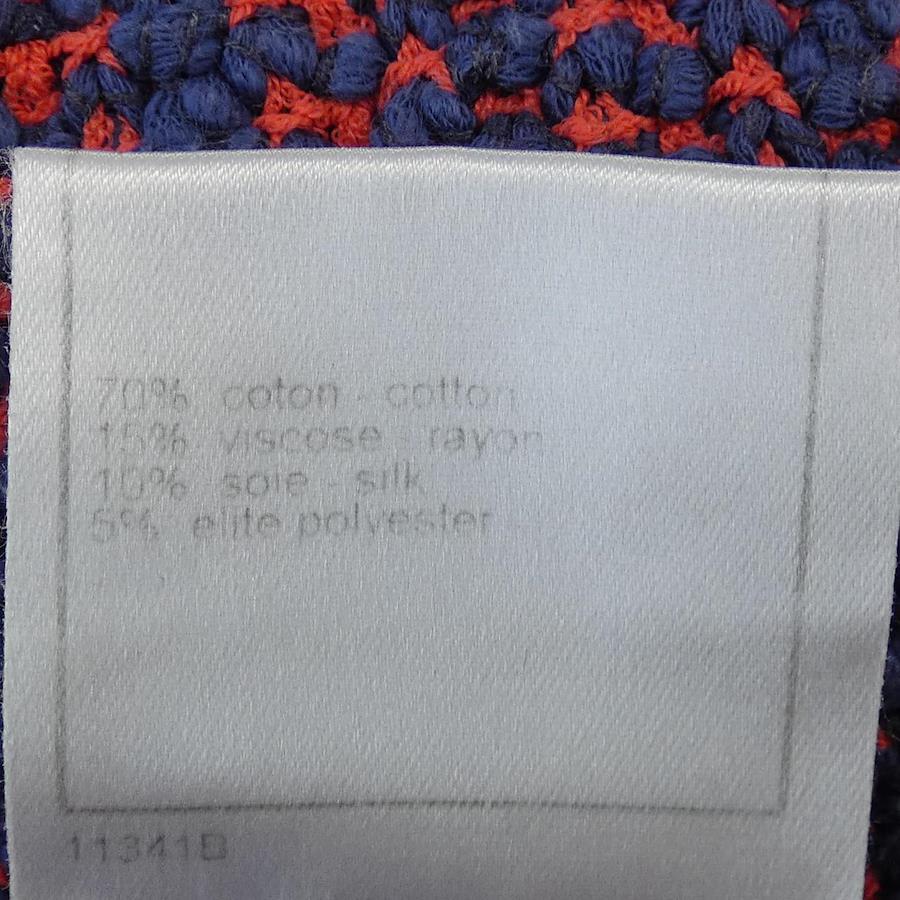 70% coton - cotton
15% viscose - rayon
10% soie - silk
5% elite polyester
11341B